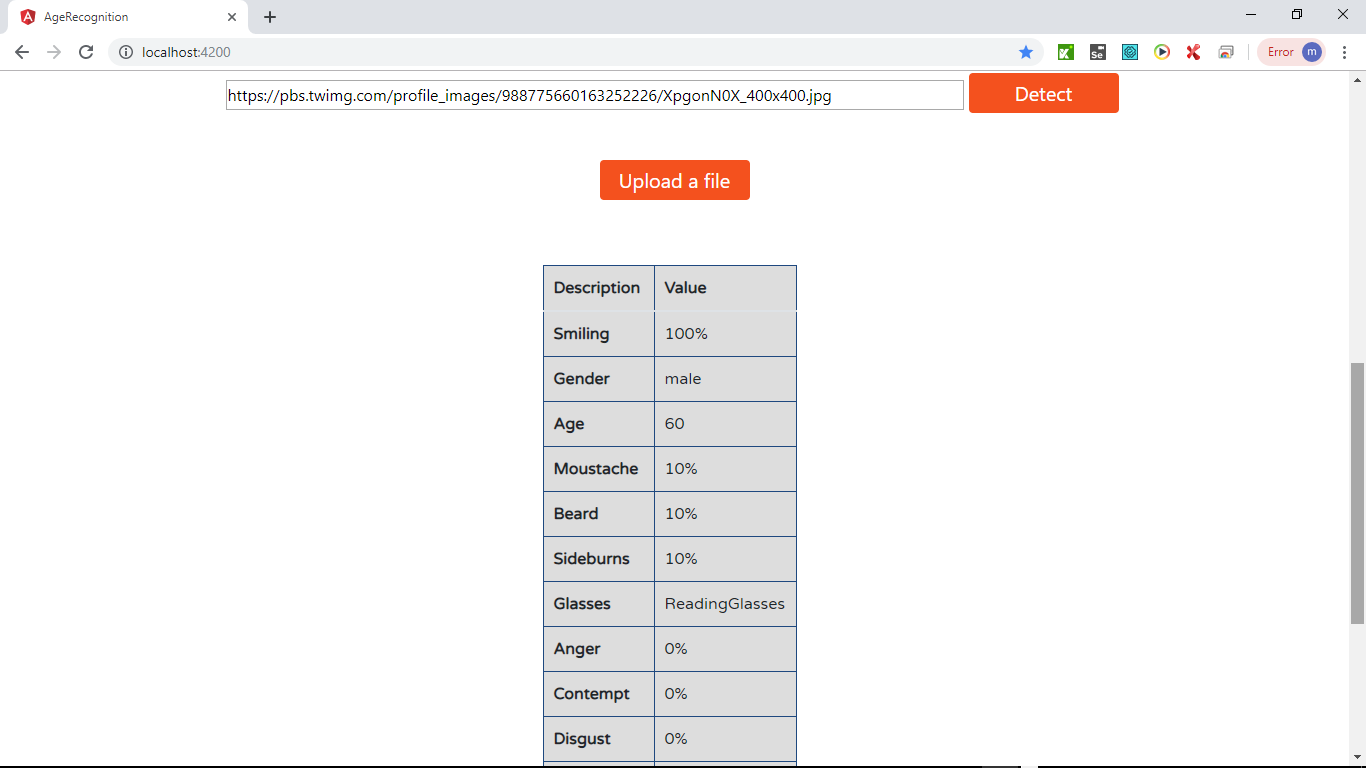 AgeRecognition
localhost:4200
Error m
https://pbs.twimg.com/profile_images/988775660163252226/XpgonN0X_400x400.jpg Detect
Upload a file
Description Value
Smiling 100%
Gender male
Age 60
Moustache 10%
Beard 10%
Sideburns 10%
Glasses ReadingGlasses
Anger 0%
Contempt 0%
Disgust 0%